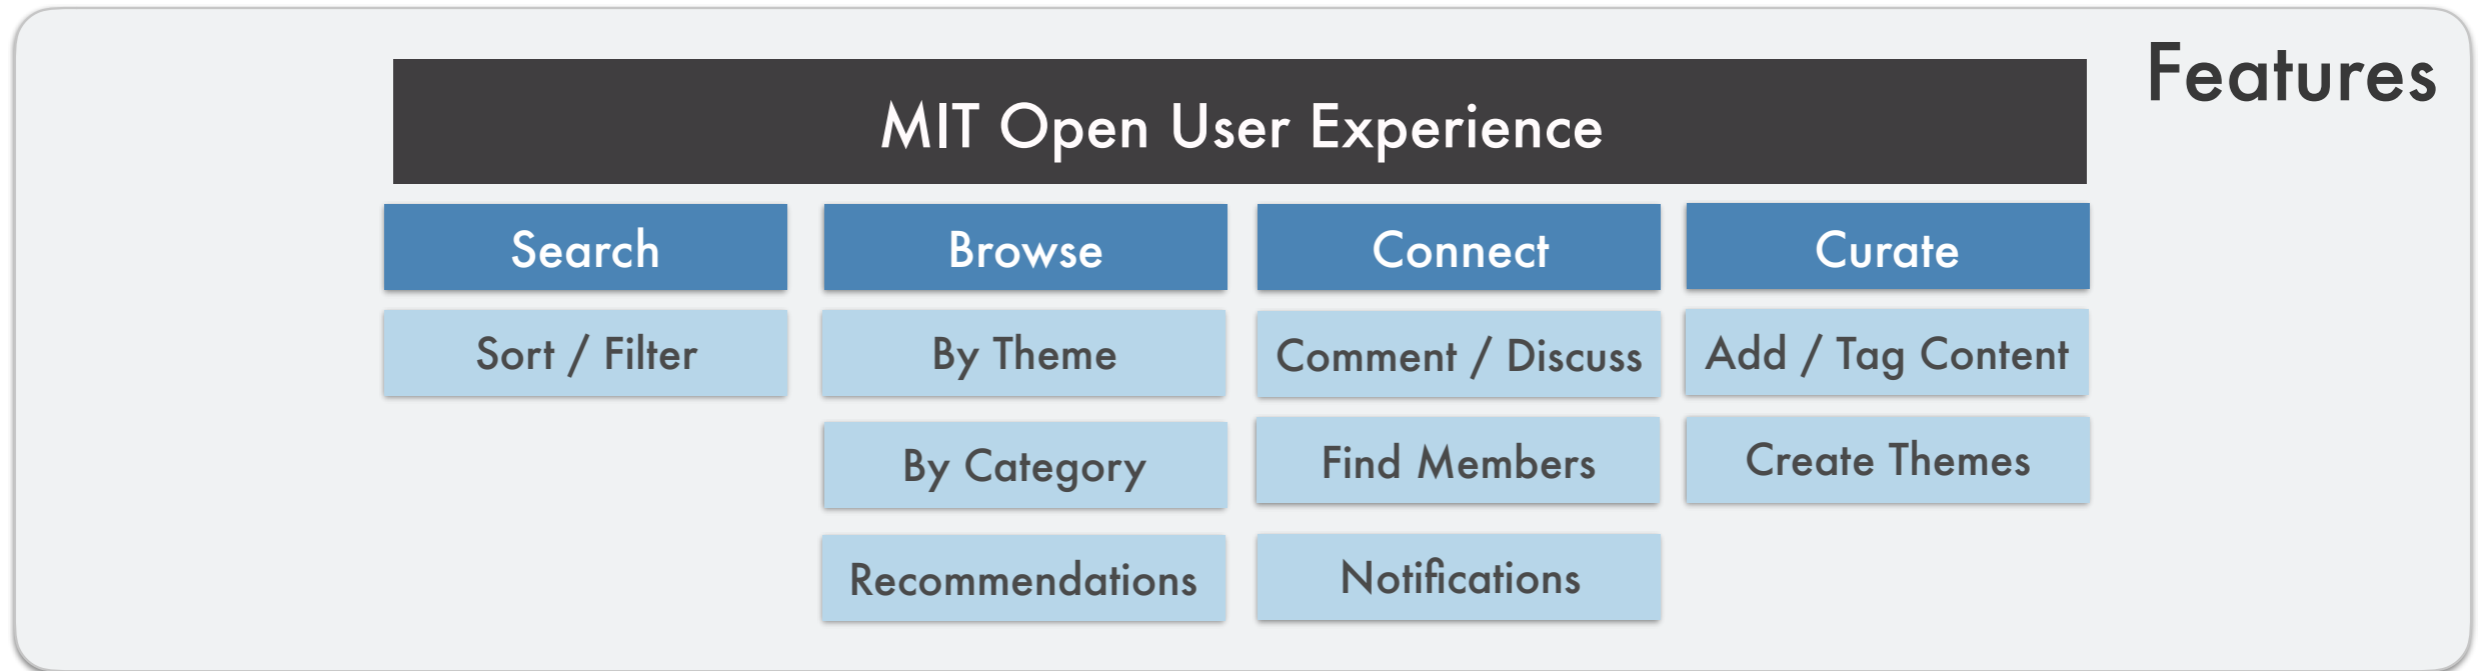 Features
MIT Open User Experience
Search
Browse
Connect
Curate
Sort / Filter
By Theme
Comment / Discuss
Add / Tag Content
By Category
Find Members
Create Themes
Recommendations
Notifications